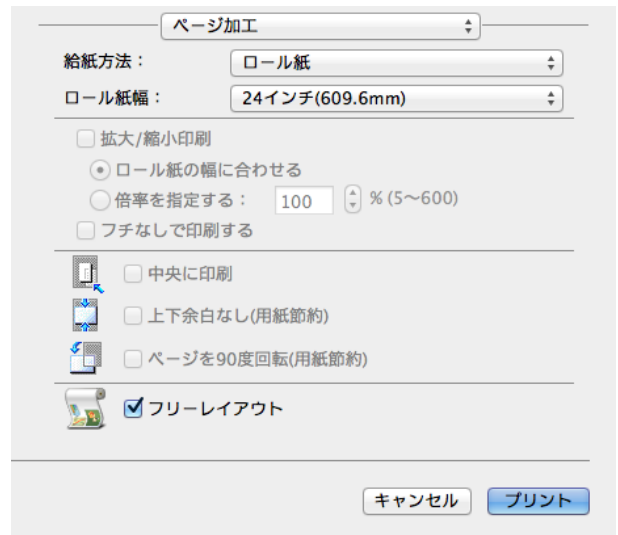 ページ加工
給紙方法： ロール紙
ロール紙幅： 24インチ(609.6mm)
拡大/縮小印刷
ロール紙の幅に合わせる
倍率を指定する： 100 % (5〜600)
フチなしで印刷する
中央に印刷
上下余白なし(用紙節約)
ページを90度回転(用紙節約)
フリーレイアウト
キャンセル プリント